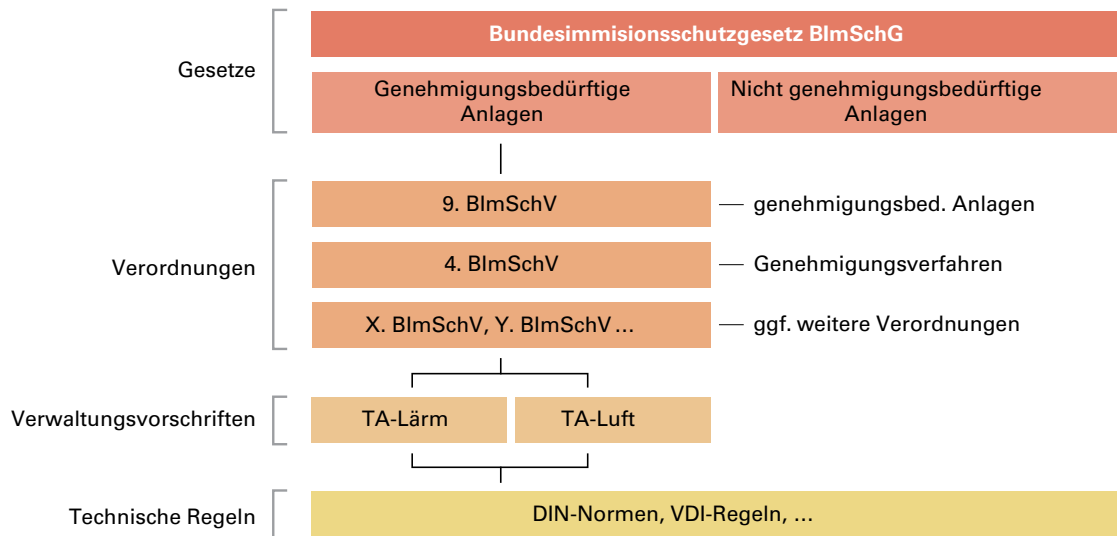 Gesetze
Bundesimmisionsschutzgesetz BImSchG
Genehmigungsbedürftige
Anlagen
Nicht genehmigungsbedürftige
Anlagen
Verordnungen
9. BImSchV
genehmigungsbed. Anlagen
4. BImSchV
Genehmigungsverfahren
X. BImSchV, Y. BImSchV ...
ggf. weitere Verordnungen
Verwaltungsvorschriften
TA-Lärm
TA-Luft
Technische Regeln
DIN-Normen, VDI-Regeln, ...